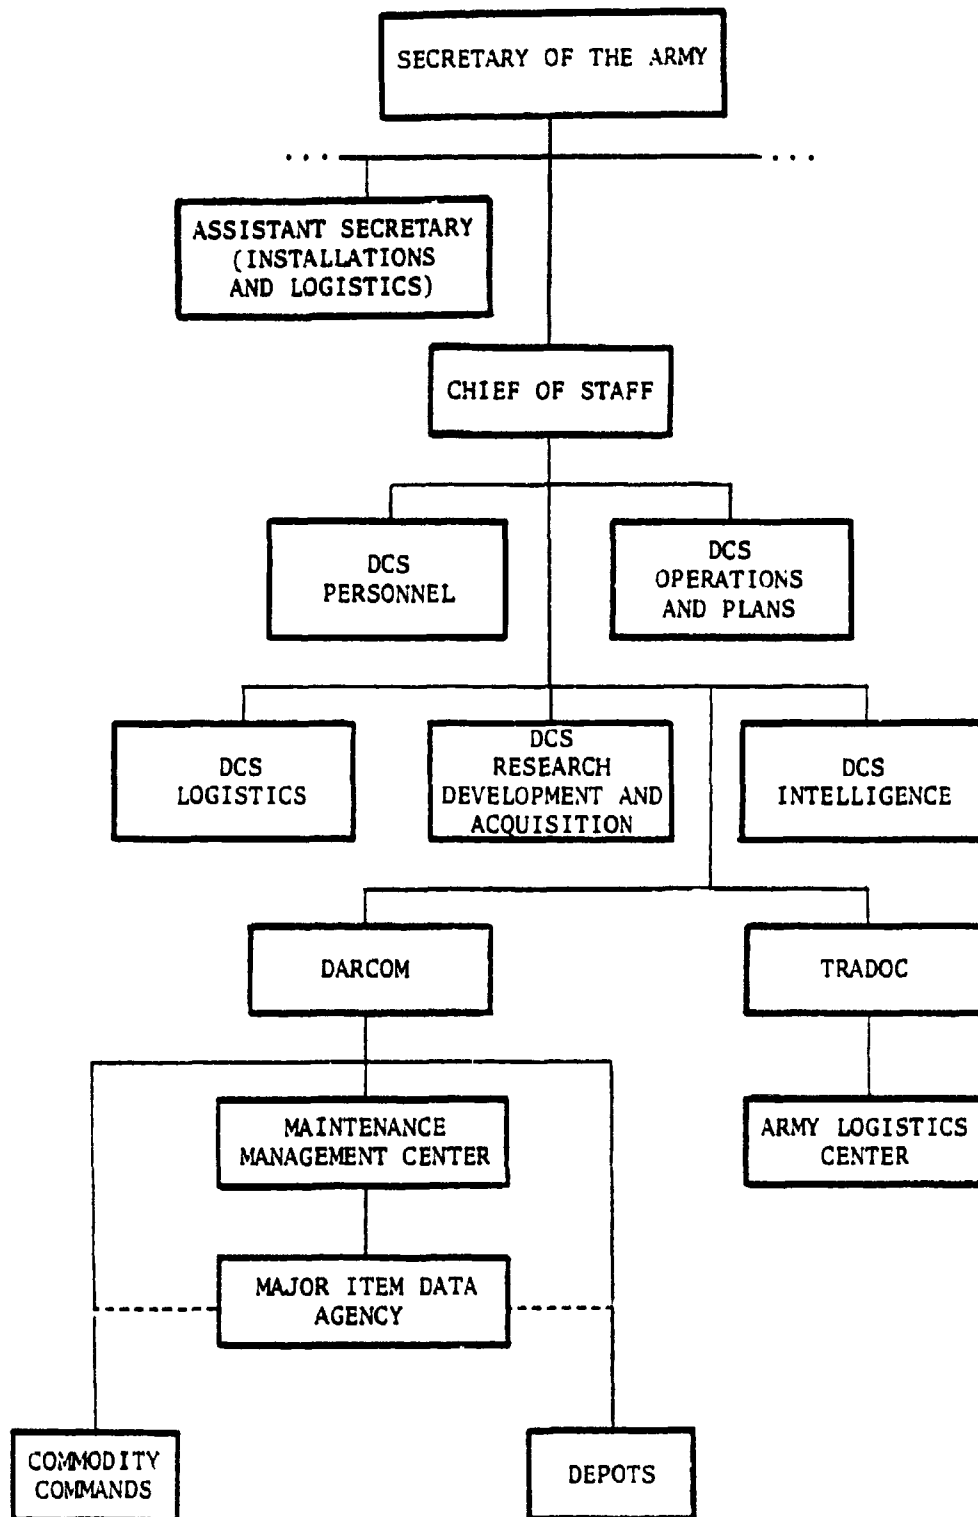 SECRETARY OF THE ARMY
... ...
ASSISTANT SECRETARY
(INSTALLATIONS
AND LOGISTICS)
CHIEF OF STAFF
DCS
PERSONNEL
DCS
OPERATIONS
AND PLANS
DCS
LOGISTICS
DCS
RESEARCH
DEVELOPMENT AND
ACQUISITION
DCS
INTELLIGENCE
DARCOM
TRADOC
MAINTENANCE
MANAGEMENT CENTER
ARMY LOGISTICS
CENTER
MAJOR ITEM DATA
AGENCY
COMMODITY
COMMANDS
DEPOTS